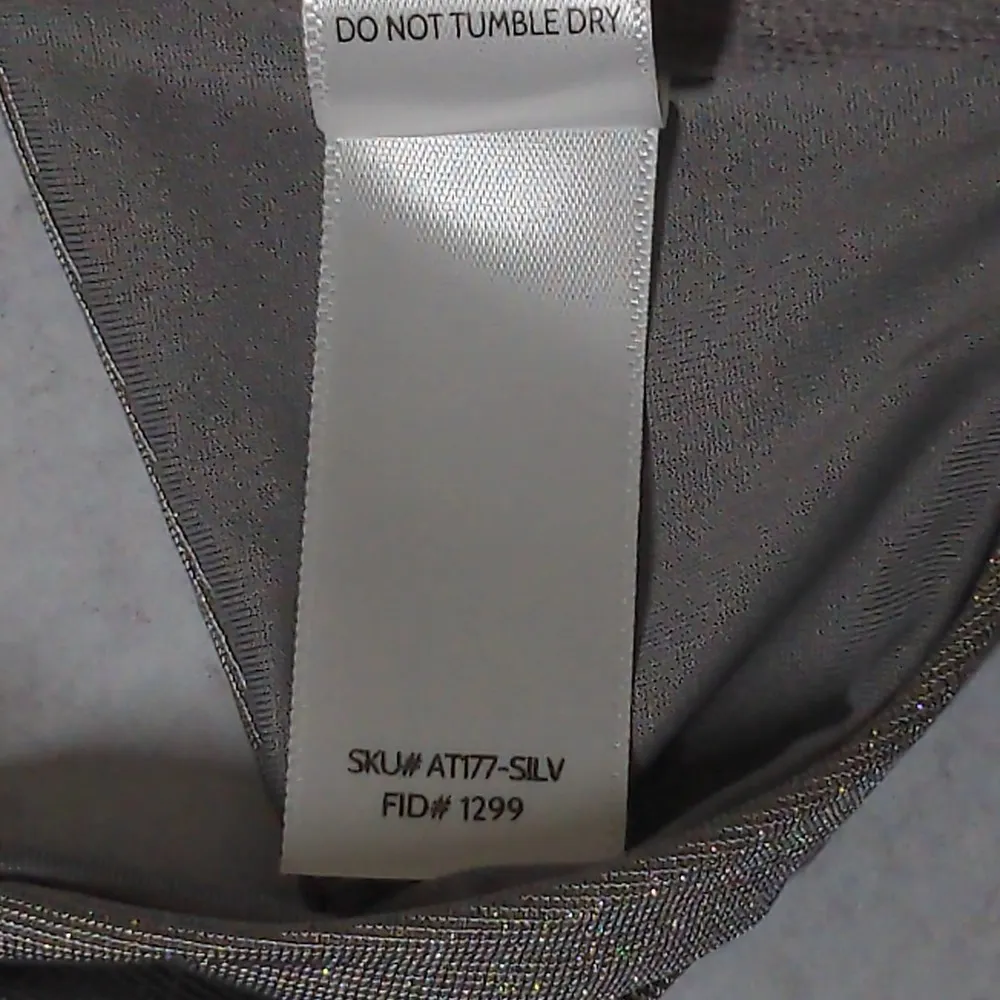 DO NOT TUMBLE DRY
SKU# AT177-SILV
FID# 1299